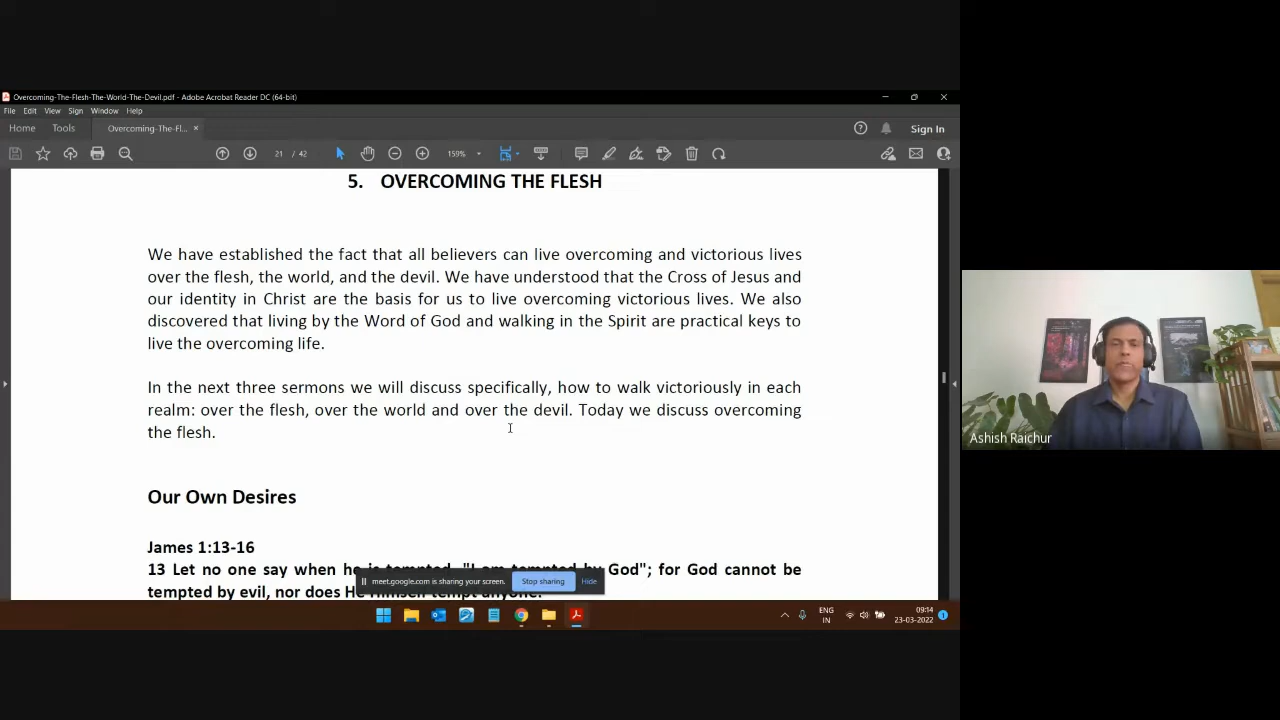 Overcoming-The-Flesh-The-World-The-Devil.pdf - Adobe Acrobat Reader DC (64-bit)
File Edit View Sign Window Help
Home Tools Overcoming-The-Fl... × Sign In
21 / 42 159%
5. OVERCOMING THE FLESH
We have established the fact that all believers can live overcoming and victorious lives
over the flesh, the world, and the devil. We have understood that the Cross of Jesus and
our identity in Christ are the basis for us to live overcoming victorious lives. We also
discovered that living by the Word of God and walking in the Spirit are practical keys to
live the overcoming life.
In the next three sermons we will discuss specifically, how to walk victoriously in each
realm: over the flesh, over the world and over the devil. Today we discuss overcoming
the flesh.
Our Own Desires
James 1:13-16
13 Let no one say when he is tempted, "I am tempted by God"; for God cannot be
tempted by evil, nor does He Himself tempt anyone.
meet.google.com is sharing your screen. Stop sharing Hide
ENG
IN
09:14
23-03-2022
1
Ashish Raichur